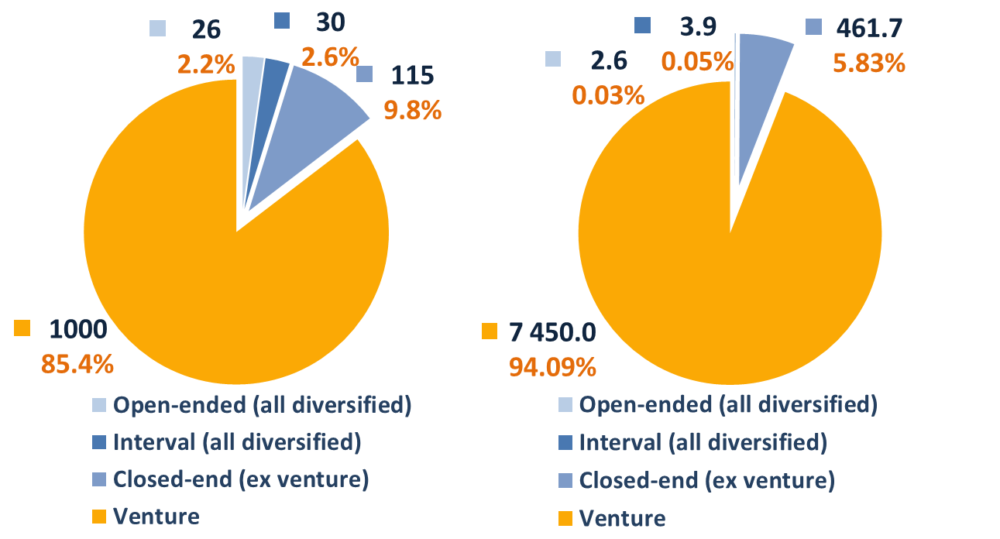 26
2.2%
30
2.6%
115
9.8%
1000
85.4%
Open-ended (all diversified)
Interval (all diversified)
Closed-end (ex venture)
Venture
2.6
0.03%
3.9
0.05%
461.7
5.83%
7 450.0
94.09%
Open-ended (all diversified)
Interval (all diversified)
Closed-end (ex venture)
Venture